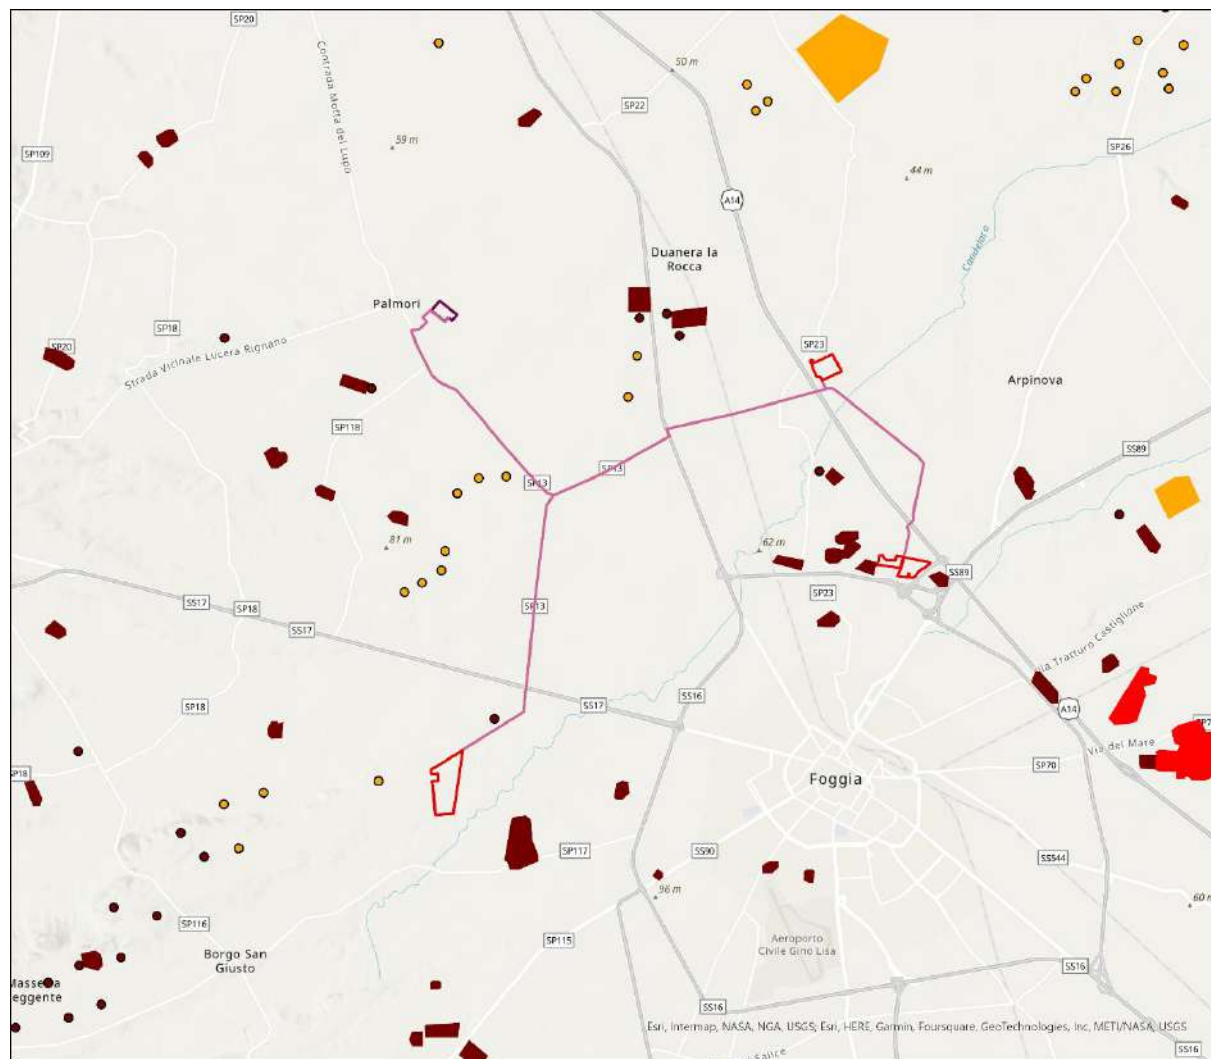 SP20
Contrada Motta del Lupo
50 m
SP22
59 m
SP109
SP26
44 m
A14
Candelaro
Duanera la
Rocca
Palmori
SP18
SP20
Strada Vicinale Lucera Rignano
SP23
Arpinova
SP118
SS89
SP13
SP13
81 m
62 m
SS89
SS17
SP18
SS17
SP13
SP23
Via Tratturo Castiglione
SP18
SS17
SS16
A14
Via del Mare
SP18
Foggia
SP70
SP117
SS90
SS544
96 m
60 m
SP116
SP115
Aeroporto
Civile Gino Lisa
Borgo San
Giusto
SS16
SS16
Esri, Intermap, NASA, NGA, USGS; Esri, HERE, Garmin, Foursquare, GeoTechnologies, Inc, METI/NASA, USGS
SS16